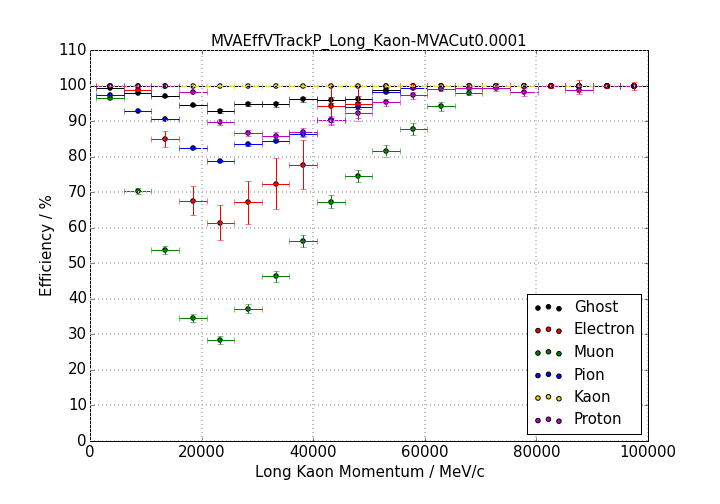 MVAEffVTrackP_Long_Kaon-MVACut0.0001
110
100
90
80
70
60
50
40
30
20
10
0
Efficiency / %
0 20000 40000 60000 80000 100000
Long Kaon Momentum / MeV/c
Ghost
Electron
Muon
Pion
Kaon
Proton